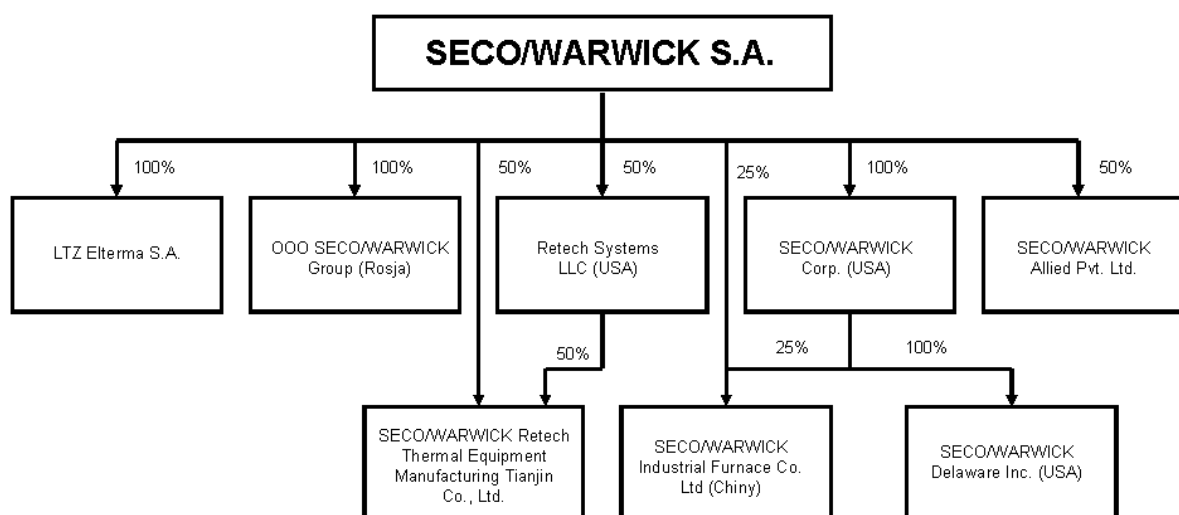 SECO/WARWICK S.A.
100%
100%
50%
50%
25%
100%
50%
LTZ Elterma S.A.
OOO SECO/WARWICK
Group (Rosja)
Retech Systems
LLC (USA)
SECO/WARWICK
Corp. (USA)
SECO/WARWICK
Allied Pvt. Ltd.
50%
25%
100%
SECO/WARWICK Retech
Thermal Equipment
Manufacturing Tianjin
Co., Ltd.
SECO/WARWICK
Industrial Furnace Co.
Ltd (Chiny)
SECO/WARWICK
Delaware Inc. (USA)